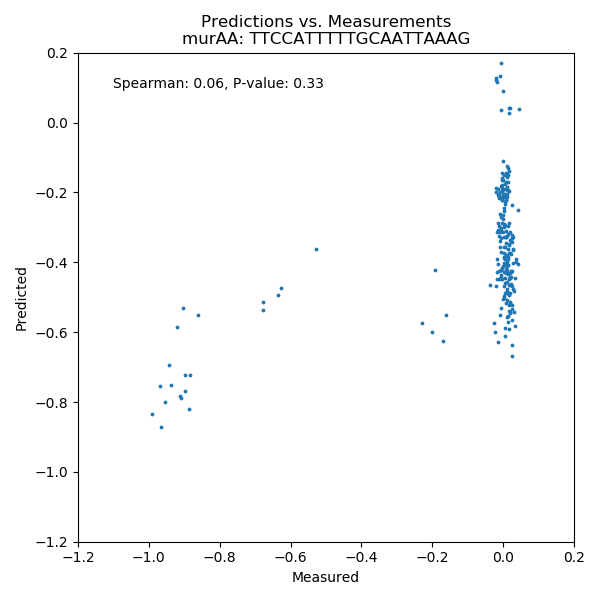 Predictions vs. Measurements
murAA: TTCCATTTTTGCAATTAAAG
Spearman: 0.06, P-value: 0.33
0.2
0.0
−0.2
−0.4
−0.6
−0.8
−1.0
−1.2
Predicted
−1.2 −1.0 −0.8 −0.6 −0.4 −0.2 0.0 0.2
Measured